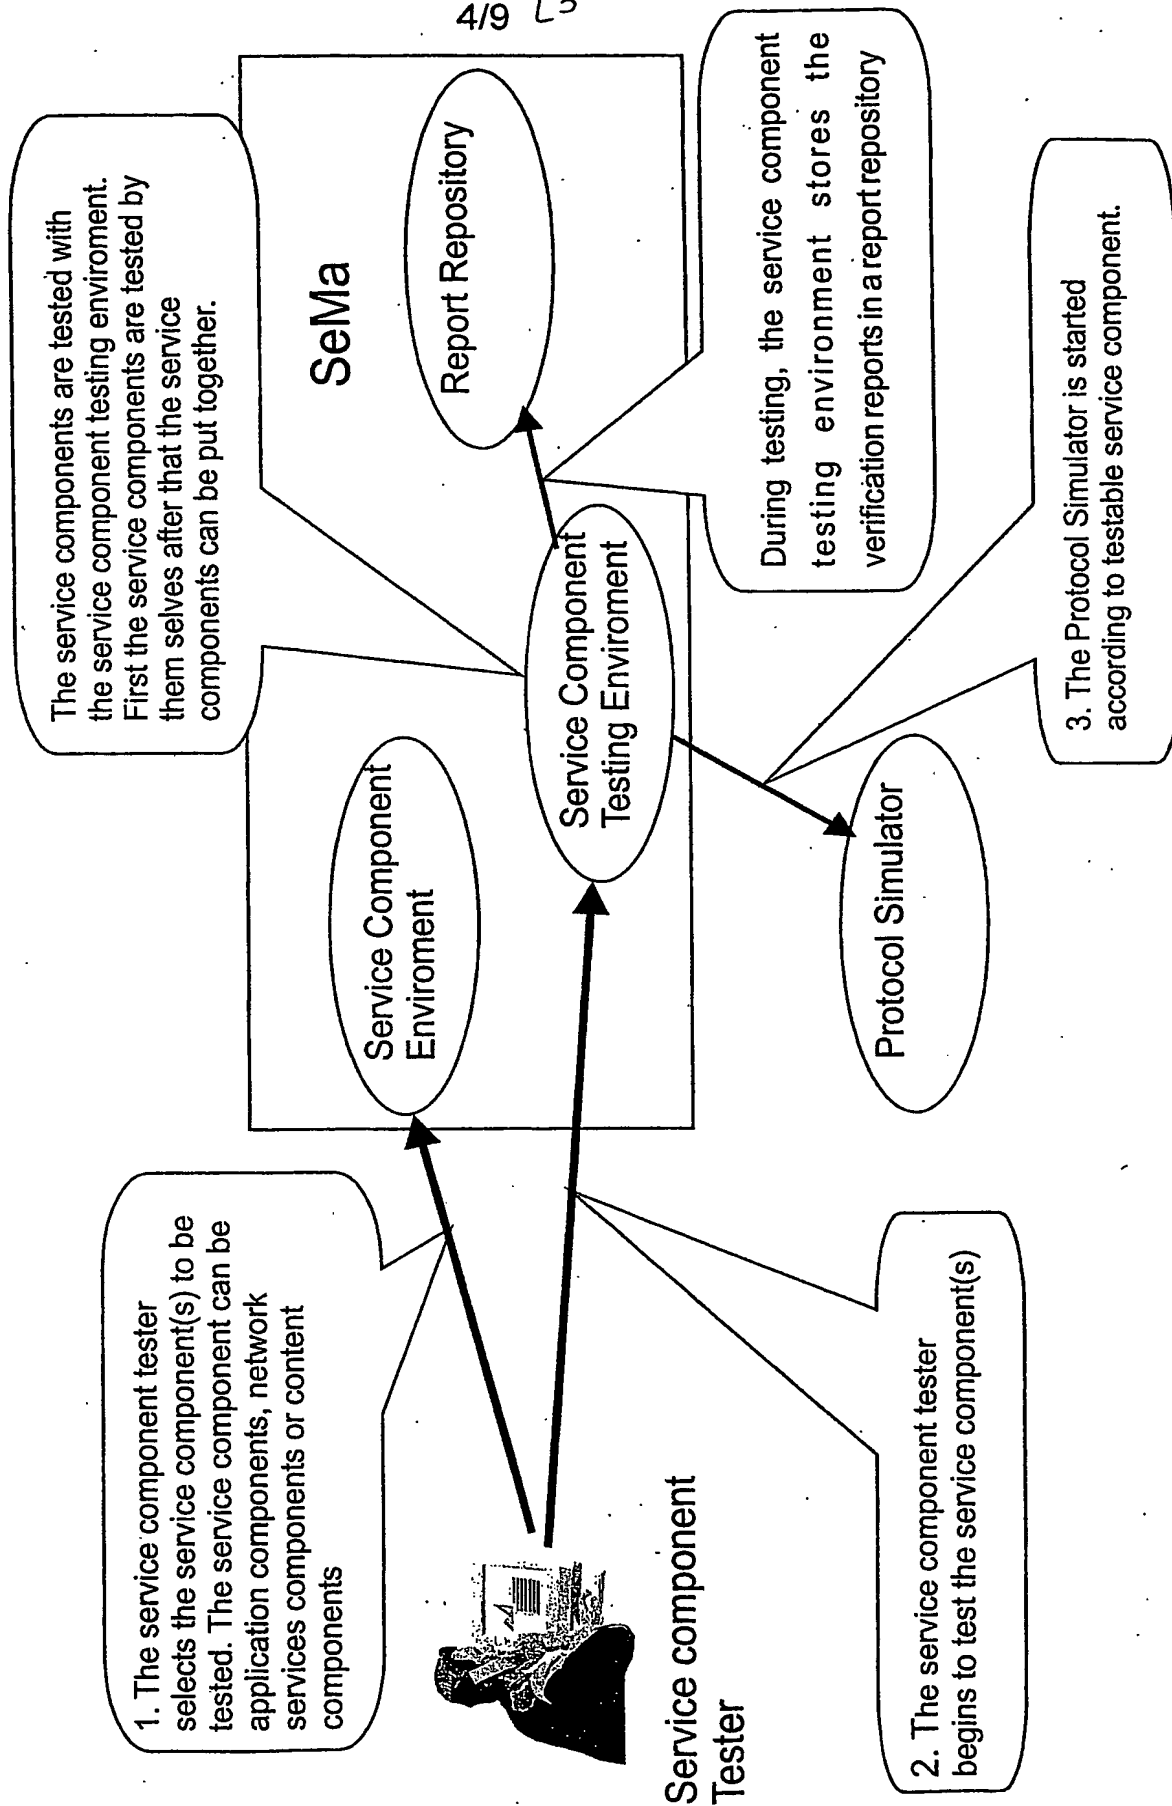 4/9 L5
1. The service component tester
selects the service component(s) to be
tested. The service component can be
application components, network
services components or content
components
The service components are tested with
the service component testing enviroment.
First the service components are tested by
them selves after that the service
components can be put together.
SeMa
Service Component
Enviroment
Report Repository
Service Component
Testing Enviroment
Service component
Tester
Protocol Simulator
During testing, the service component
testing environment stores the
verification reports in a report repository
2. The service component tester
begins to test the service component(s)
3. The Protocol Simulator is started
according to testable service component.